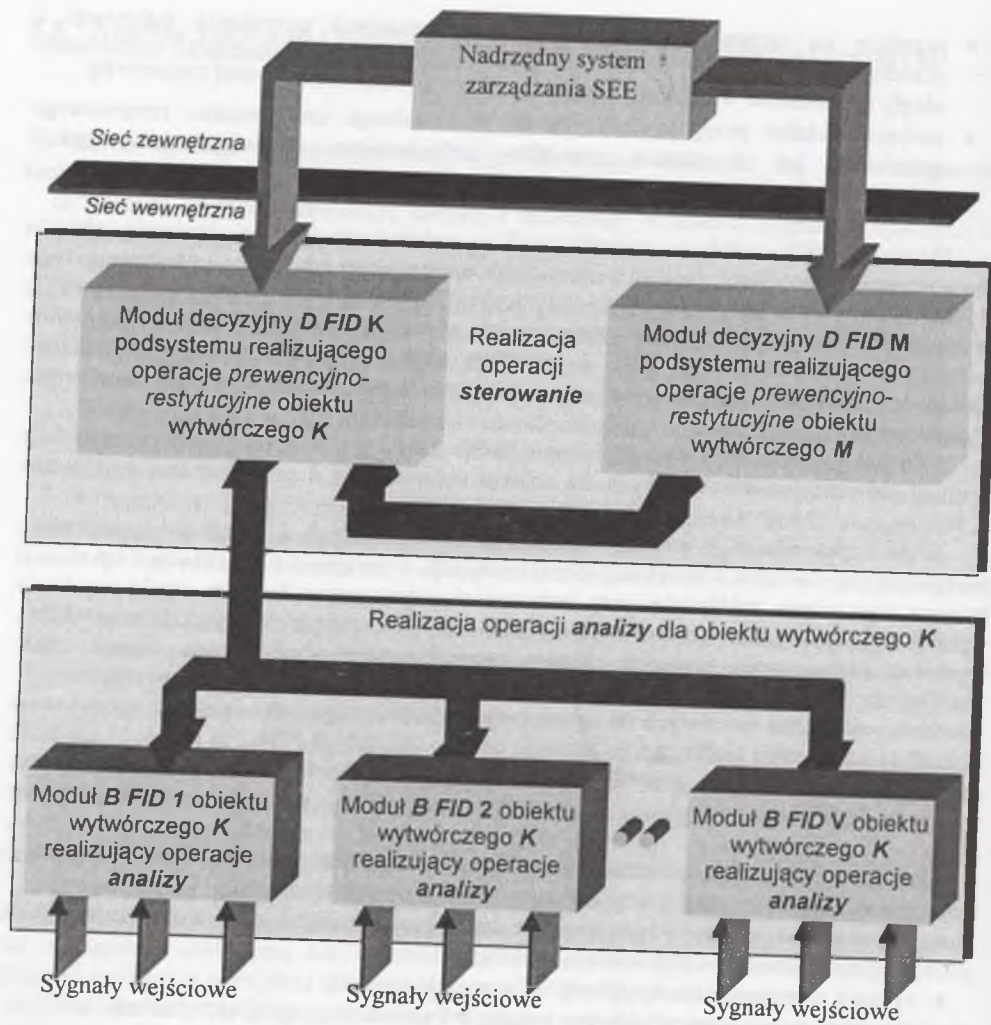 Nadrzędny system
zarządzania SEE
Sieć zewnętrzna
Sieć wewnętrzna
Moduł decyzyjny D FID K
podsystemu realizującego
operacje prewencyjno-
restytucyjne obiektu
wytwórczego K
Realizacja
operacji
sterowanie
Moduł decyzyjny D FID M
podsystemu realizującego
operacje prewencyjno-
restytucyjne obiektu
wytwórczego M
Realizacja operacji analizy dla obiektu wytwórczego K
Moduł B FID 1 obiektu
wytwórczego K
realizujący operacje
analizy
Moduł B FID 2 obiektu
wytwórczego K
realizujący operacje
analizy
Moduł B FID V obiektu
wytwórczego K
realizujący operacje
analizy
Sygnały wejściowe
Sygnały wejściowe
Sygnały wejściowe